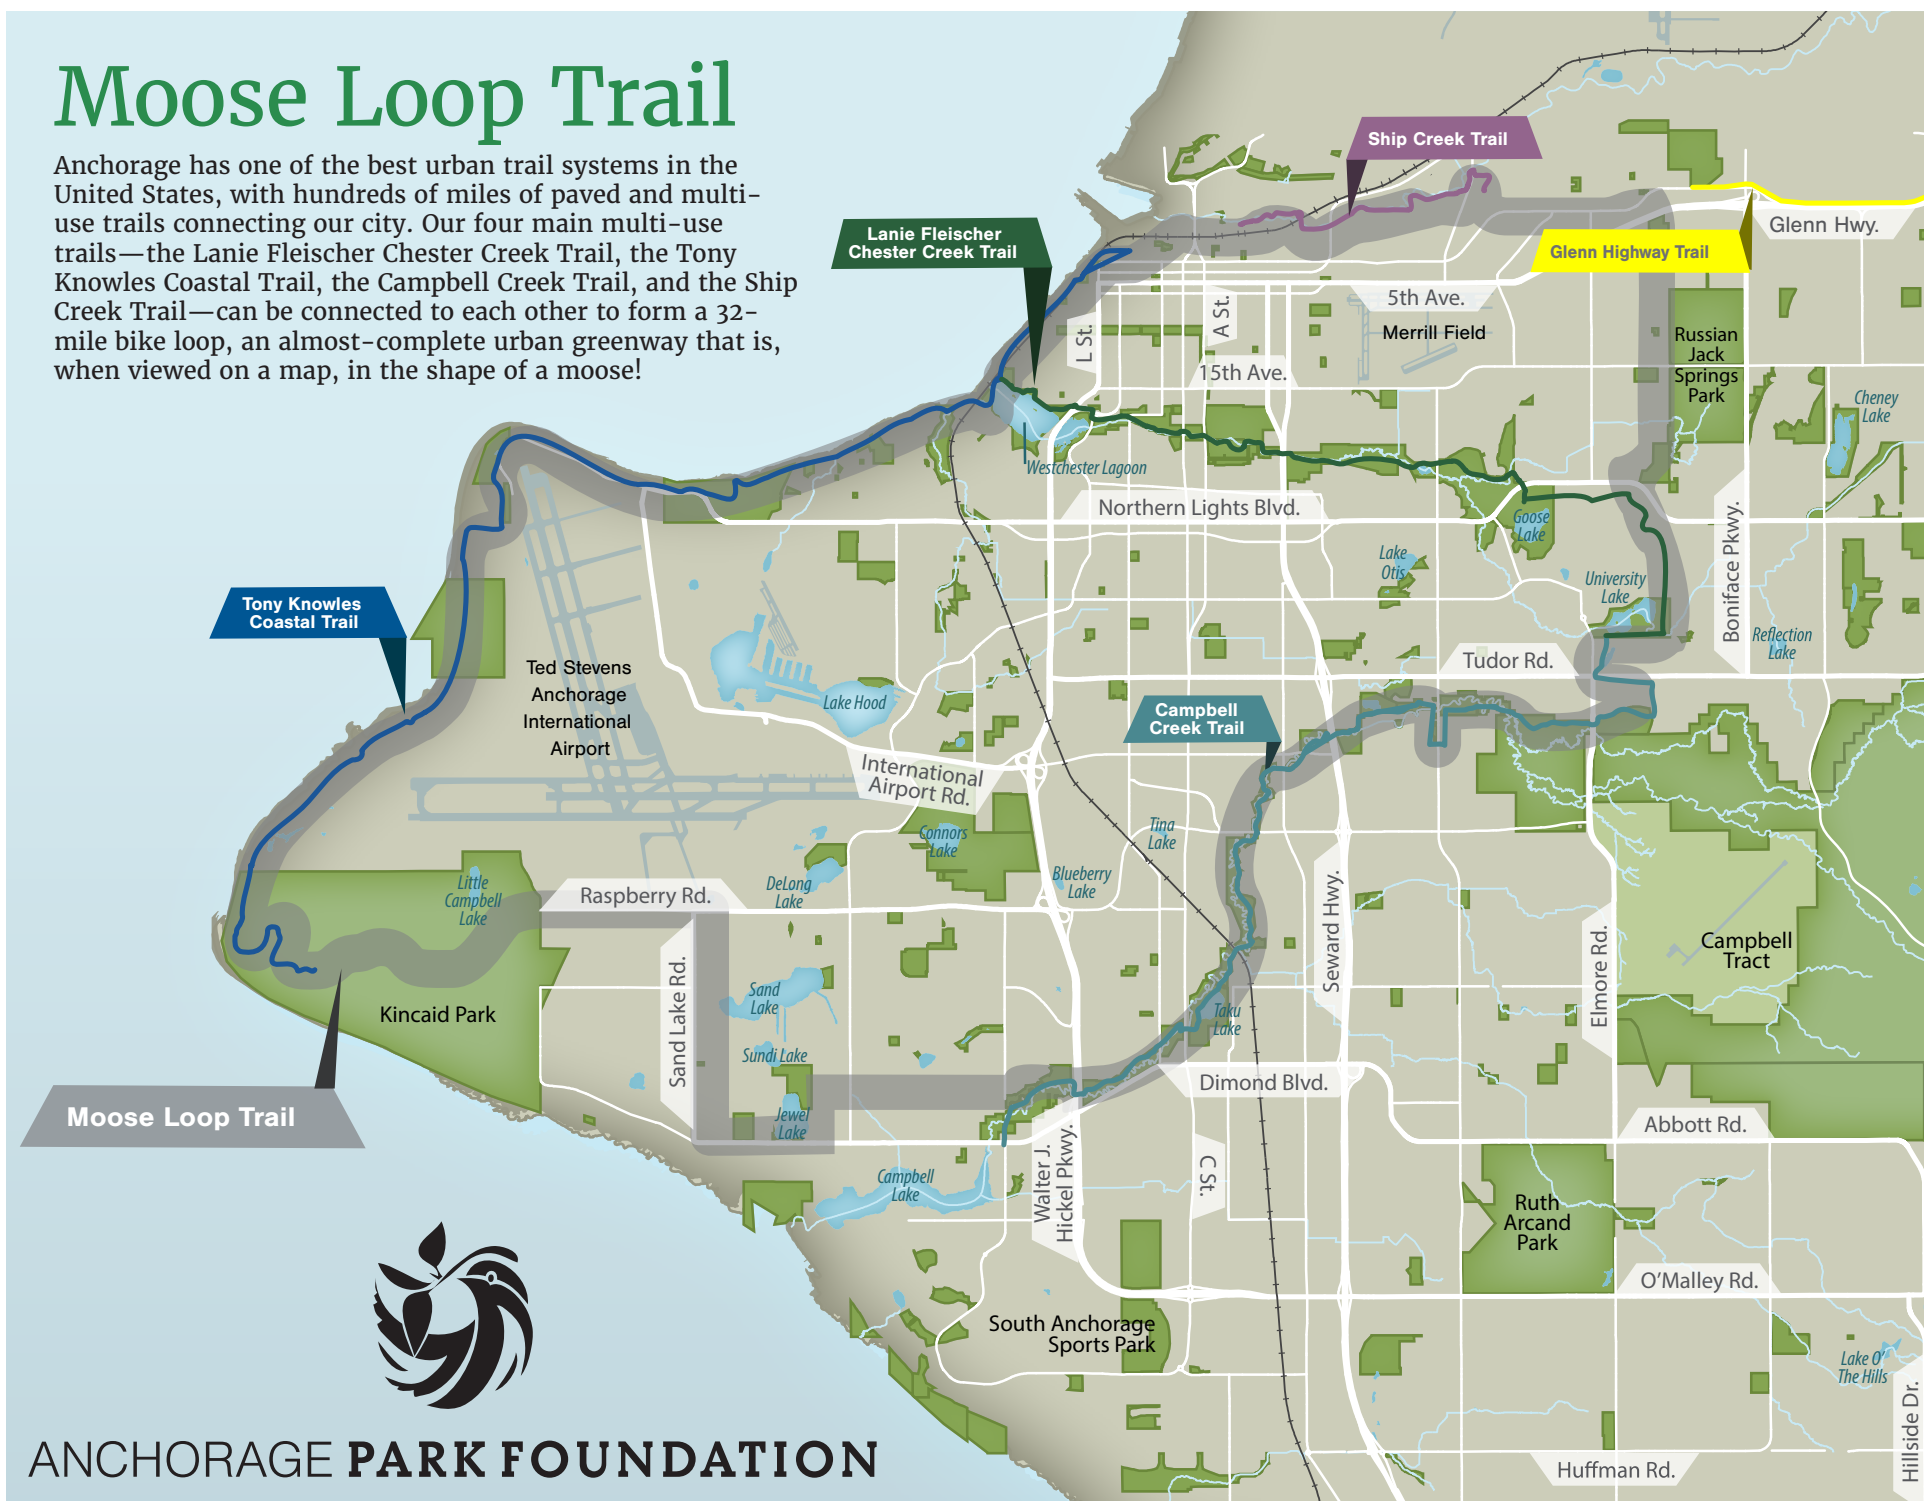 Moose Loop Trail
Anchorage has one of the best urban trail systems in the
United States, with hundreds of miles of paved and multi-
use trails connecting our city. Our four main multi-use
trails—the Lanie Fleischer Chester Creek Trail, the Tony
Knowles Coastal Trail, the Campbell Creek Trail, and the Ship
Creek Trail—can be connected to each other to form a 32-
mile bike loop, an almost-complete urban greenway that is,
when viewed on a map, in the shape of a moose!
Ship Creek Trail
Lanie Fleischer
Chester Creek Trail
Glenn Hwy.
Glenn Highway Trail
5th Ave.
A St.
L St.
Merrill Field
15th Ave.
Russian
Jack
Springs
Park
Cheney
Lake
Westchester Lagoon
Northern Lights Blvd.
Goose
Lake
Boniface Pkwy.
Lake
Otis
University
Lake
Reflection
Lake
Tony Knowles
Coastal Trail
Ted Stevens
Anchorage
International
Airport
Lake Hood
Tudor Rd.
Campbell
Creek Trail
International
Airport Rd.
Connors
Lake
Tina
Lake
Blueberry
Lake
DeLong
Lake
Little
Campbell
Lake
Raspberry Rd.
Seward Hwy.
Elmore Rd.
Campbell
Tract
Kincaid Park
Sand Lake Rd.
Sand
Lake
Sundi Lake
Taku
Lake
Dimond Blvd.
Moose Loop Trail
Jewel
Lake
Abbott Rd.
Walter J.
Hickel Pkwy.
C St.
Campbell
Lake
Ruth
Arcand
Park
O'Malley Rd.
South Anchorage
Sports Park
Lake O'
The Hills
Hillside Dr.
Huffman Rd.
ANCHORAGE PARK FOUNDATION